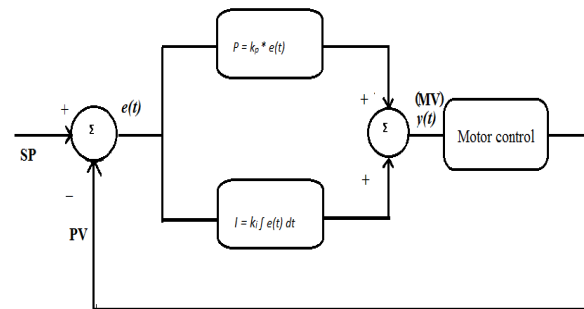 P = kₚ * e(t)
+
Σ
e(t)
SP
−
PV
+
Σ
+
(MV)
y(t)
Motor control
I = kᵢ ∫ e(t) dt